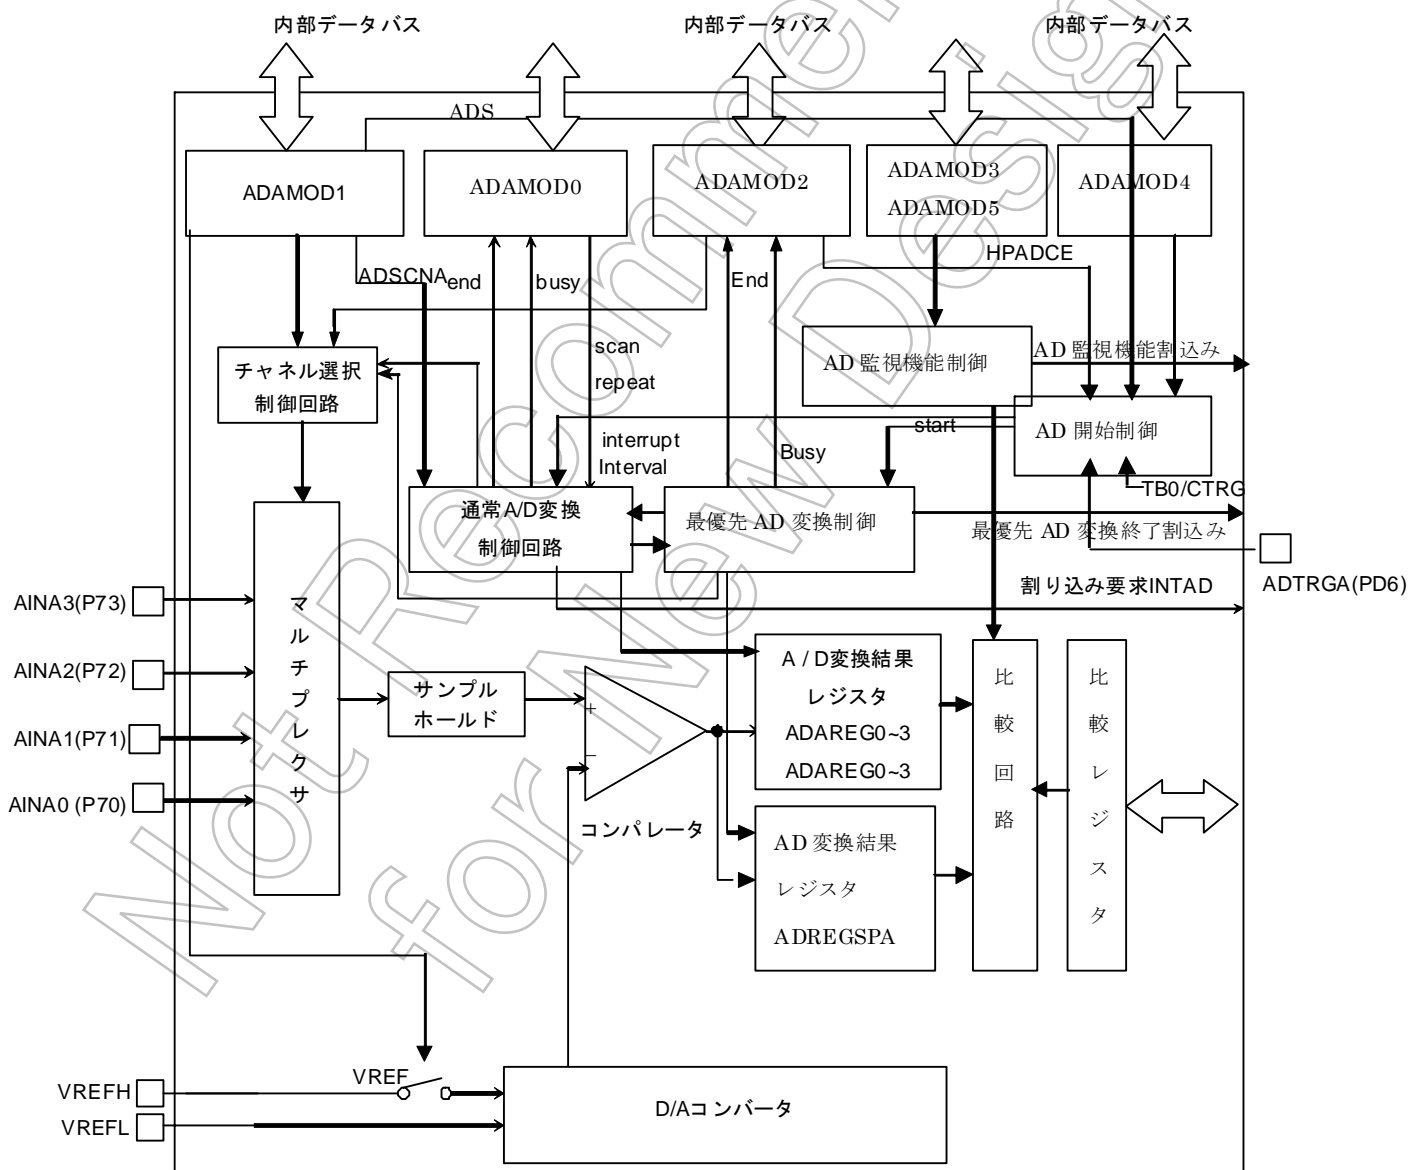 内部データバス
内部データバス
内部データバス
ADS
ADAMOD1
ADAMOD0
ADAMOD2
ADAMOD3
ADAMOD5
ADAMOD4
ADSCNA
end
busy
End
HPADCE
チャネル選択
制御回路
scan
repeat
AD 監視機能制御
AD 監視機能割込み
interrupt
Interval
Busy
start
AD 開始制御
TB0/CTRG
通常A/D変換
制御回路
最優先 AD 変換制御
最優先 AD 変換終了割込み
ADTRGA(PD6)
割り込み要求INTAD
AINA3(P73)
AINA2(P72)
AINA1(P71)
AINA0 (P70)
マルチプレクサ
サンプル
ホールド
+
−
コンパレータ
A / D変換結果
レジスタ
ADAREG0~3
ADAREG0~3
AD 変換結果
レジスタ
ADREGSPA
比較回路
比較レジスタ
VREFH
VREFL
VREF
D/Aコンバータ
Not Recommen
for New Design